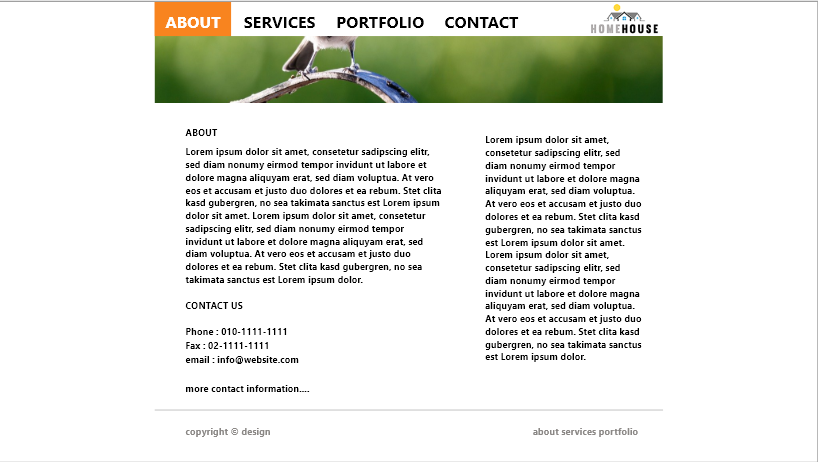 ABOUT SERVICES PORTFOLIO CONTACT
HOMEHOUSE
ABOUT
Lorem ipsum dolor sit amet, consetetur sadipscing elitr,
sed diam nonumy eirmod tempor invidunt ut labore et
dolore magna aliquyam erat, sed diam voluptua. At vero
eos et accusam et justo duo dolores et ea rebum. Stet clita
kasd gubergren, no sea takimata sanctus est Lorem ipsum
dolor sit amet. Lorem ipsum dolor sit amet, consetetur
sadipscing elitr, sed diam nonumy eirmod tempor
invidunt ut labore et dolore magna aliquyam erat, sed
diam voluptua. At vero eos et accusam et justo duo
dolores et ea rebum. Stet clita kasd gubergren, no sea
takimata sanctus est Lorem ipsum dolor.
CONTACT US
Phone : 010-1111-1111
Fax : 02-1111-1111
email : info@website.com
more contact information....
Lorem ipsum dolor sit amet,
consetetur sadipscing elitr, sed
diam nonumy eirmod tempor
invidunt ut labore et dolore magna
aliquyam erat, sed diam voluptua.
At vero eos et accusam et justo duo
dolores et ea rebum. Stet clita kasd
gubergren, no sea takimata sanctus
est Lorem ipsum dolor sit amet.
Lorem ipsum dolor sit amet,
consetetur sadipscing elitr, sed
diam nonumy eirmod tempor
invidunt ut labore et dolore magna
aliquyam erat, sed diam voluptua.
At vero eos et accusam et justo duo
dolores et ea rebum. Stet clita kasd
gubergren, no sea takimata sanctus
est Lorem ipsum dolor.
copyright © design
about services portfolio